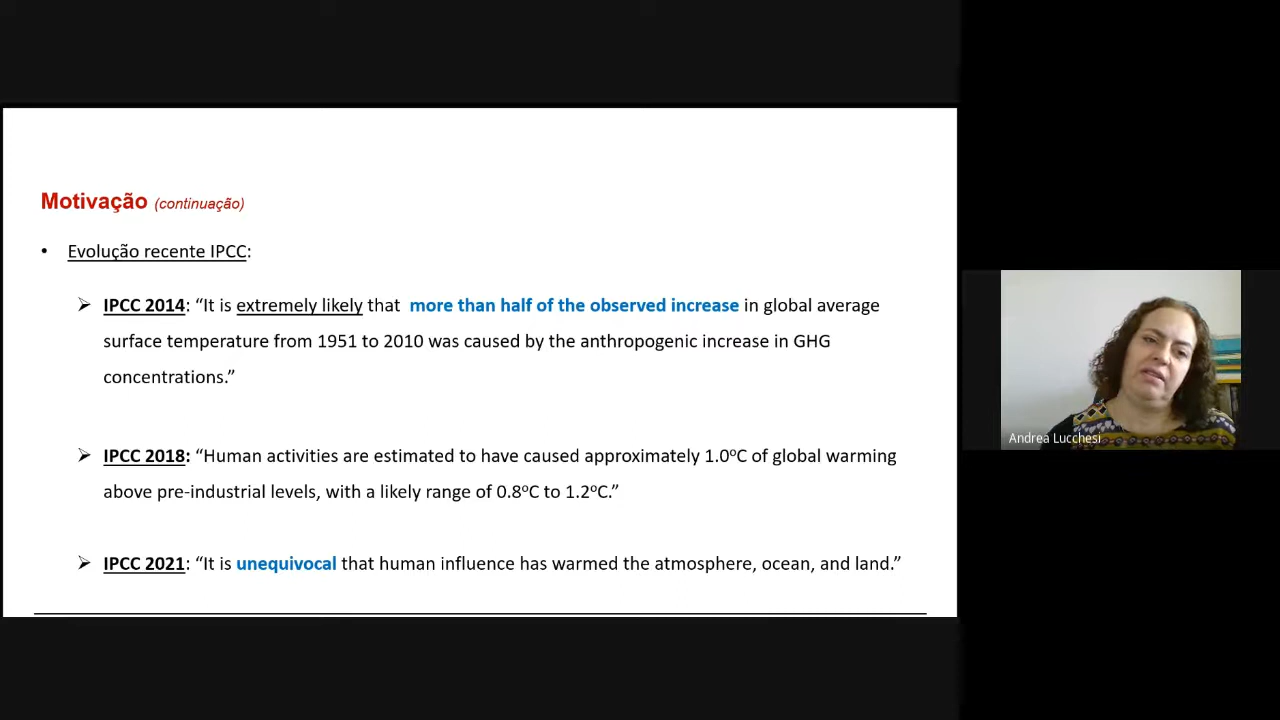 Motivação (continuação)
• Evolução recente IPCC:
➢ IPCC 2014: “It is extremely likely that more than half of the observed increase in global average
surface temperature from 1951 to 2010 was caused by the anthropogenic increase in GHG
concentrations.”
➢ IPCC 2018: “Human activities are estimated to have caused approximately 1.0ºC of global warming
above pre-industrial levels, with a likely range of 0.8ºC to 1.2ºC.”
➢ IPCC 2021: “It is unequivocal that human influence has warmed the atmosphere, ocean, and land.”
Andrea Lucchesi